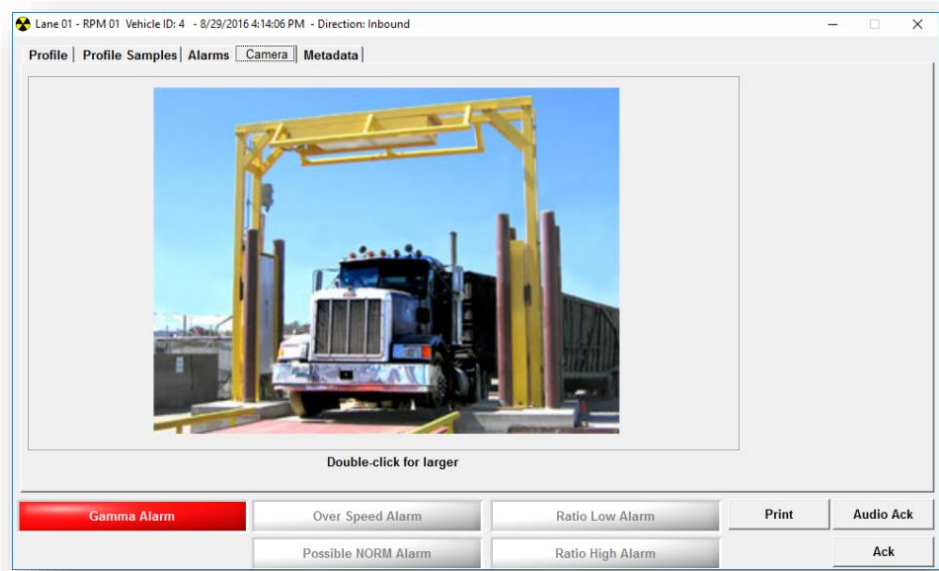 Lane 01 - RPM 01 Vehicle ID: 4 - 8/29/2016 4:14:06 PM - Direction: Inbound
Profile Profile Samples Alarms Camera Metadata
Double-click for larger
Gamma Alarm Over Speed Alarm Ratio Low Alarm Print Audio Ack
Possible NORM Alarm Ratio High Alarm Ack